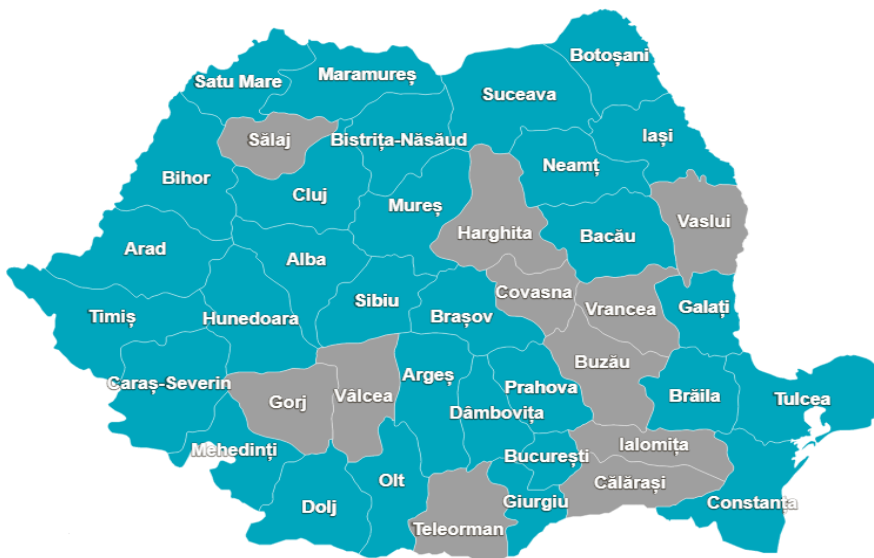 Botoșani
Satu Mare
Maramureș
Suceava
Iași
Sălaj
Bistrița-Năsăud
Neamț
Bihor
Cluj
Mureș
Vaslui
Harghita
Bacău
Arad
Alba
Covasna
Sibiu
Vrancea
Galați
Timiș
Hunedoara
Brașov
Buzău
Caraș-Severin
Argeș
Prahova
Gorj
Vâlcea
Brăila
Tulcea
Dâmbovița
Mehedinți
Ialomița
București
Olt
Călărași
Dolj
Giurgiu
Constanța
Teleorman